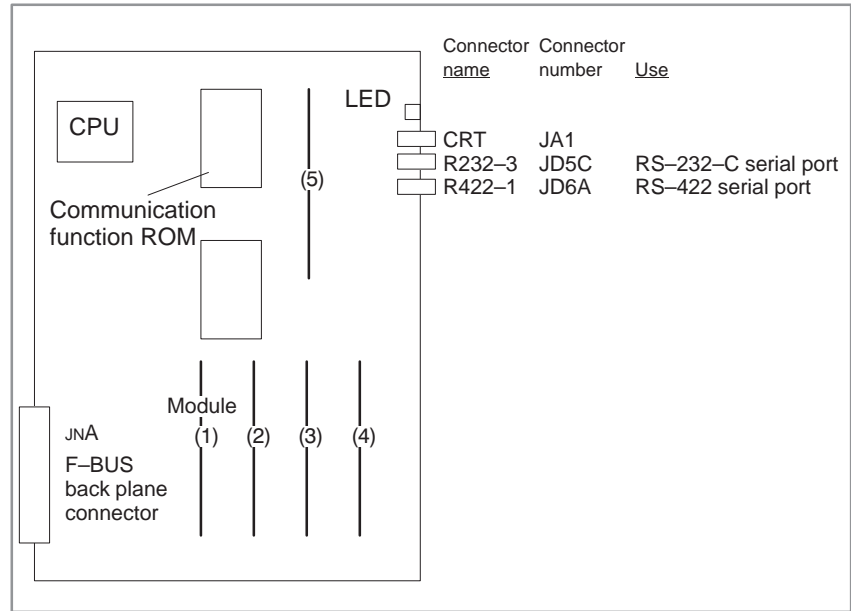 Connector Connector
name number Use
LED
CPU
CRT JA1
R232–3 JD5C RS–232–C serial port
(5)
R422–1 JD6A RS–422 serial port
Communication
function ROM
Module
JNA
(1) (2) (3) (4)
F–BUS
back plane
connector